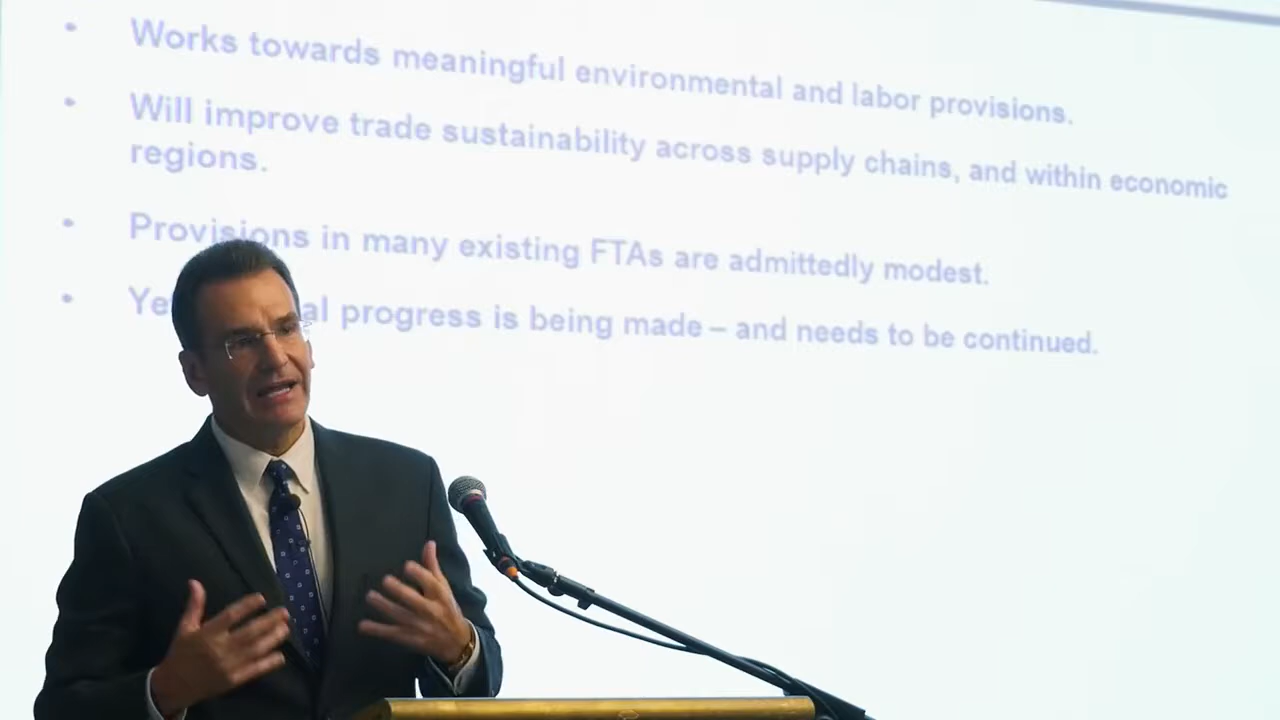 • Works towards meaningful environmental and labor provisions.
• Will improve trade sustainability across supply chains, and within economic
regions.
• Provisions in many existing FTAs are admittedly modest.
• progress is being made – and needs to be continued.